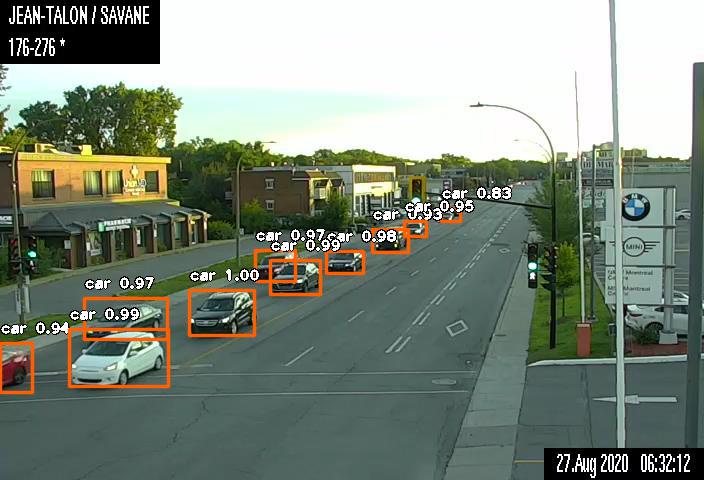 JEAN-TALON / SAVANE
176-276 *
car 0.83
car 0.95
car 0.93
car 0.98
car 0.97
car 0.99
car 1.00
car 0.97
car 0.99
car 0.94
BMW
MINI
PHARMACIE
27.Aug 2020 06:32:12